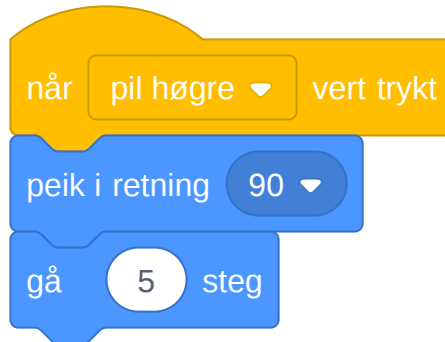 når pil høgre vert trykt
peik i retning 90
gå 5 steg